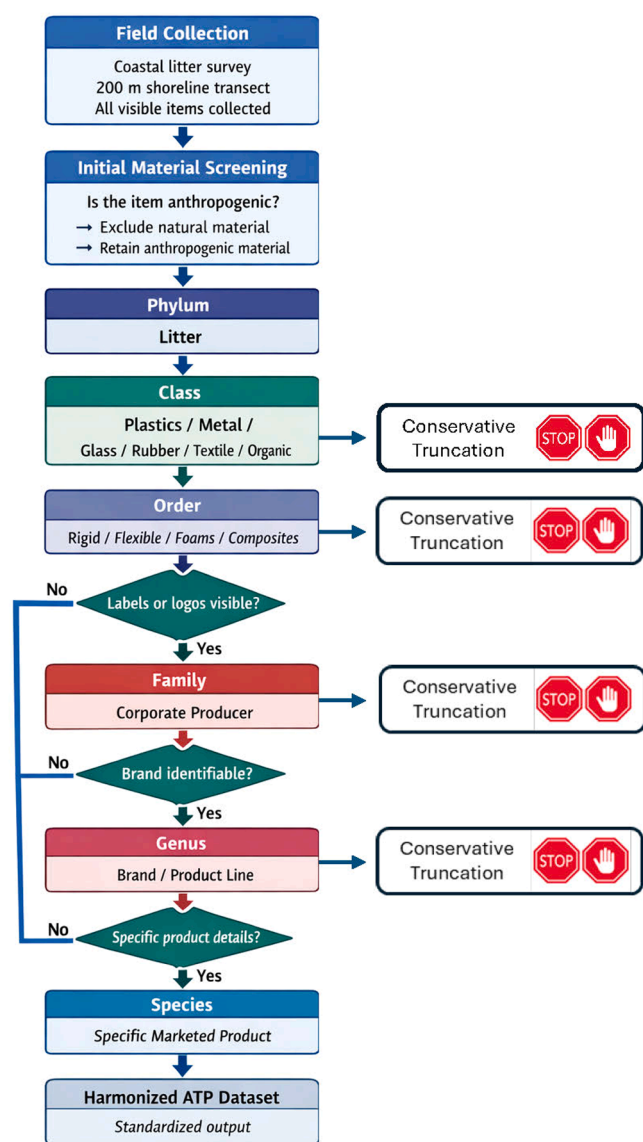 Field Collection
Coastal litter survey
200 m shoreline transect
All visible items collected
Initial Material Screening
Is the item anthropogenic?
→ Exclude natural material
→ Retain anthropogenic material
Phylum
Litter
Class
Plastics / Metal /
Glass / Rubber / Textile / Organic
Conservative
Truncation
STOP
Order
Rigid / Flexible / Foams / Composites
Conservative
Truncation
STOP
No
Labels or logos visible?
Yes
Family
Corporate Producer
Conservative
Truncation
STOP
No
Brand identifiable?
Yes
Genus
Brand / Product Line
Conservative
Truncation
STOP
No
Specific product details?
Yes
Species
Specific Marketed Product
Harmonized ATP Dataset
Standardized output